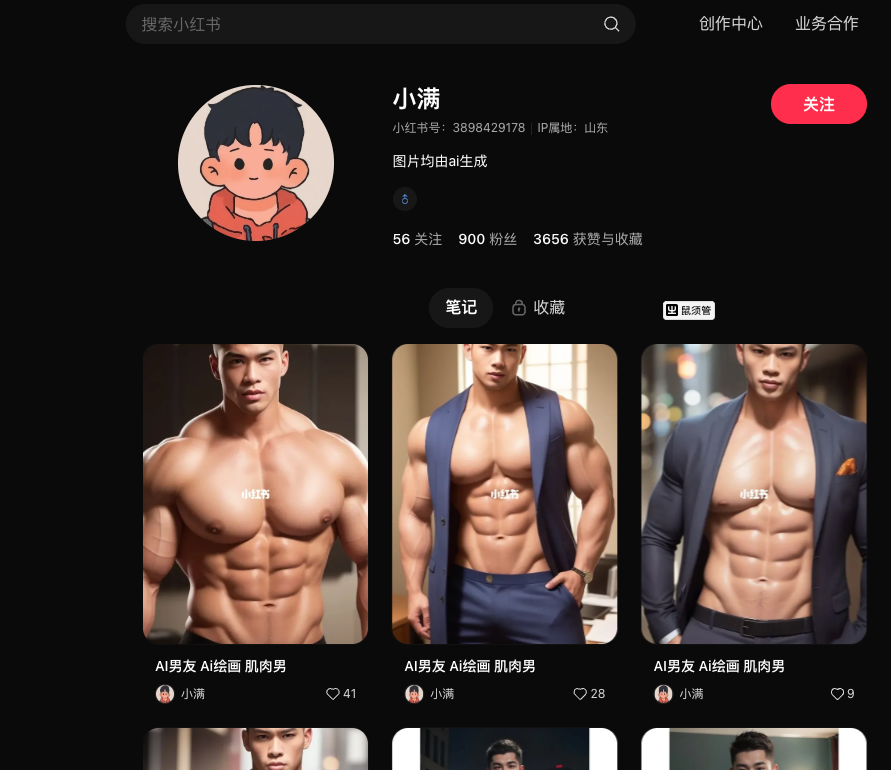 搜索小红书
创作中心
业务合作
小满
关注
小红书号：3898429178
IP属地：山东
图片均由ai生成
56 关注
900 粉丝
3656 获赞与收藏
笔记
收藏
鼠须管
小红书
小红书
小红书
AI男友 Ai绘画 肌肉男
AI男友 Ai绘画 肌肉男
AI男友 Ai绘画 肌肉男
小满
41
小满
28
小满
9